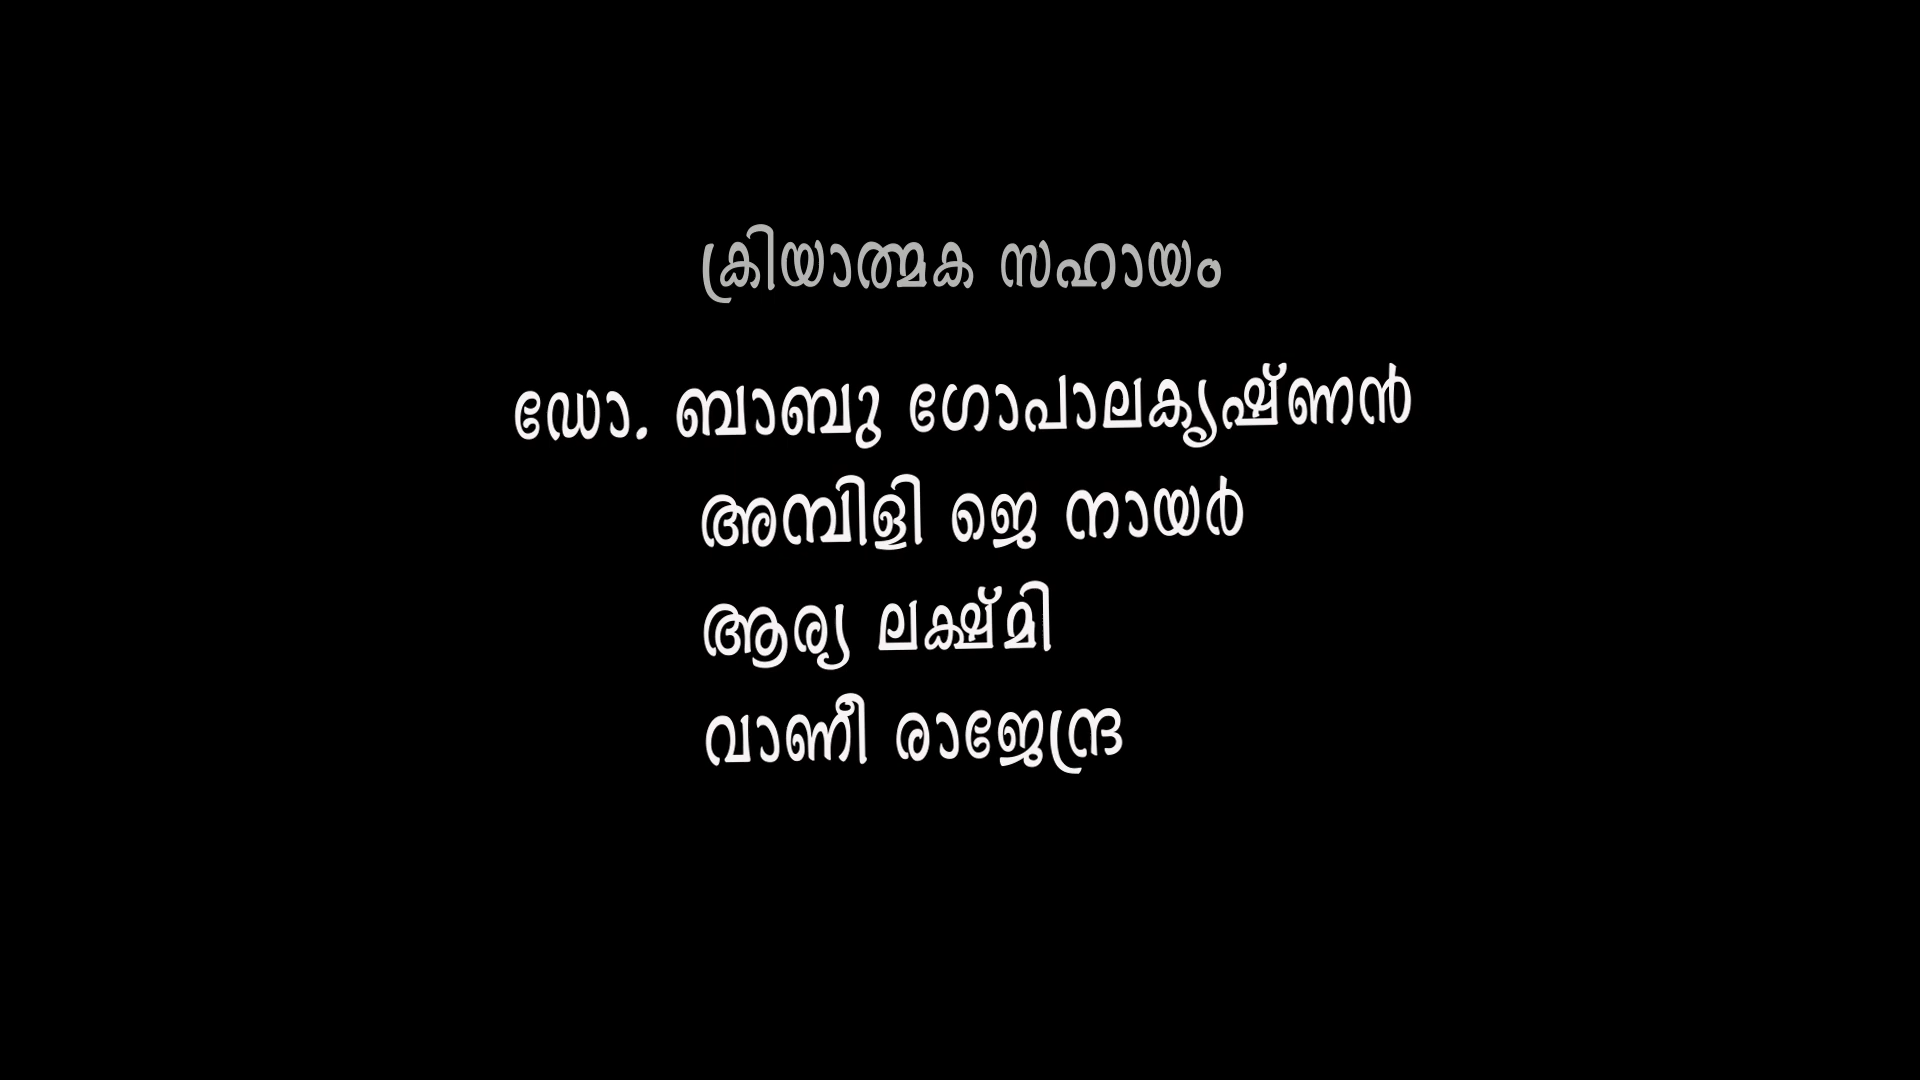 ക്രിയാത്മക സഹായം
ഡോ. ബാബു ഗോപാലകൃഷ്ണൻ
അമ്പിളി ജെ നായർ
ആര്യ ലക്ഷ്മി
വാണീ രാജേന്ദ്ര